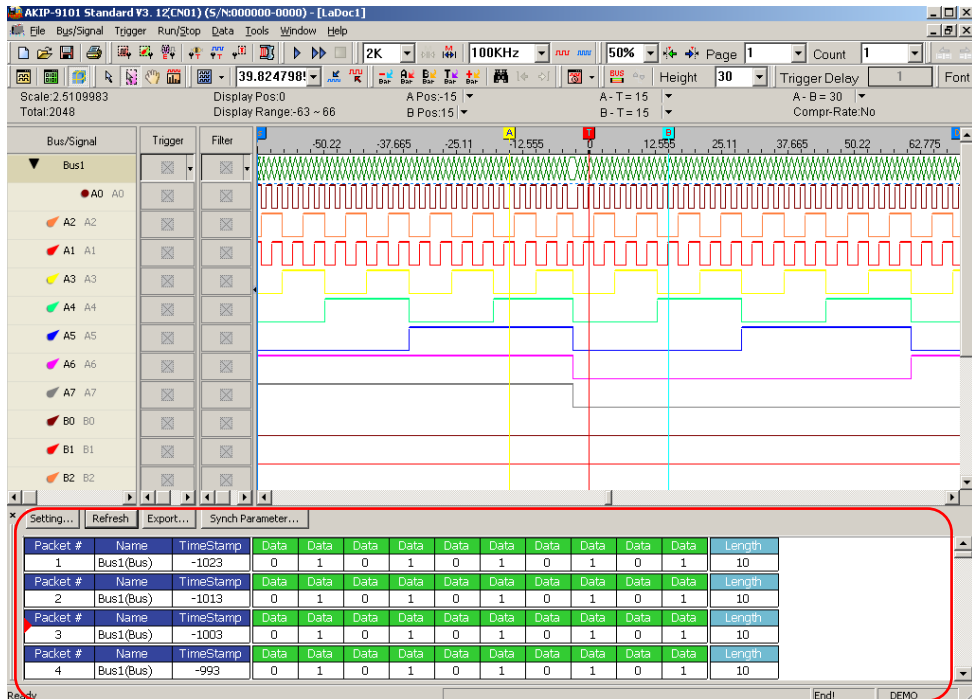 AKIP-9101 Standard V3. 12(CN01) (S/N:000000-0000) - [LaDoc1]
File Bus/Signal Trigger Run/Stop Data Tools Window Help
2K 100KHz 50% Page 1 Count 1
39.8247981 Bar Bar Bar Bar Bar BUS Height 30 Trigger Delay 1 Font
Scale:2.5109983 Display Pos:0 A Pos:-15 A - T = 15 A - B = 30
Total:2048 Display Range:-63 ~ 66 B Pos:15 B - T = 15 Compr-Rate:No
Bus/Signal Trigger Filter A T B
-50.22 -37.665 -25.11 -12.555 0 12.555 25.11 37.665 50.22 62.775
Bus1
A0 A0
A2 A2
A1 A1
A3 A3
A4 A4
A5 A5
A6 A6
A7 A7
B0 B0
B1 B1
B2 B2
Setting... Refresh Export... Synch Parameter...
Packet # Name TimeStamp Data Data Data Data Data Data Data Data Data Data Length
1 Bus1(Bus) -1023 0 1 0 1 0 1 0 1 0 1 10
Packet # Name TimeStamp Data Data Data Data Data Data Data Data Data Data Length
2 Bus1(Bus) -1013 0 1 0 1 0 1 0 1 0 1 10
Packet # Name TimeStamp Data Data Data Data Data Data Data Data Data Data Length
3 Bus1(Bus) -1003 0 1 0 1 0 1 0 1 0 1 10
Packet # Name TimeStamp Data Data Data Data Data Data Data Data Data Data Length
4 Bus1(Bus) -993 0 1 0 1 0 1 0 1 0 1 10
Ready End! DEMO